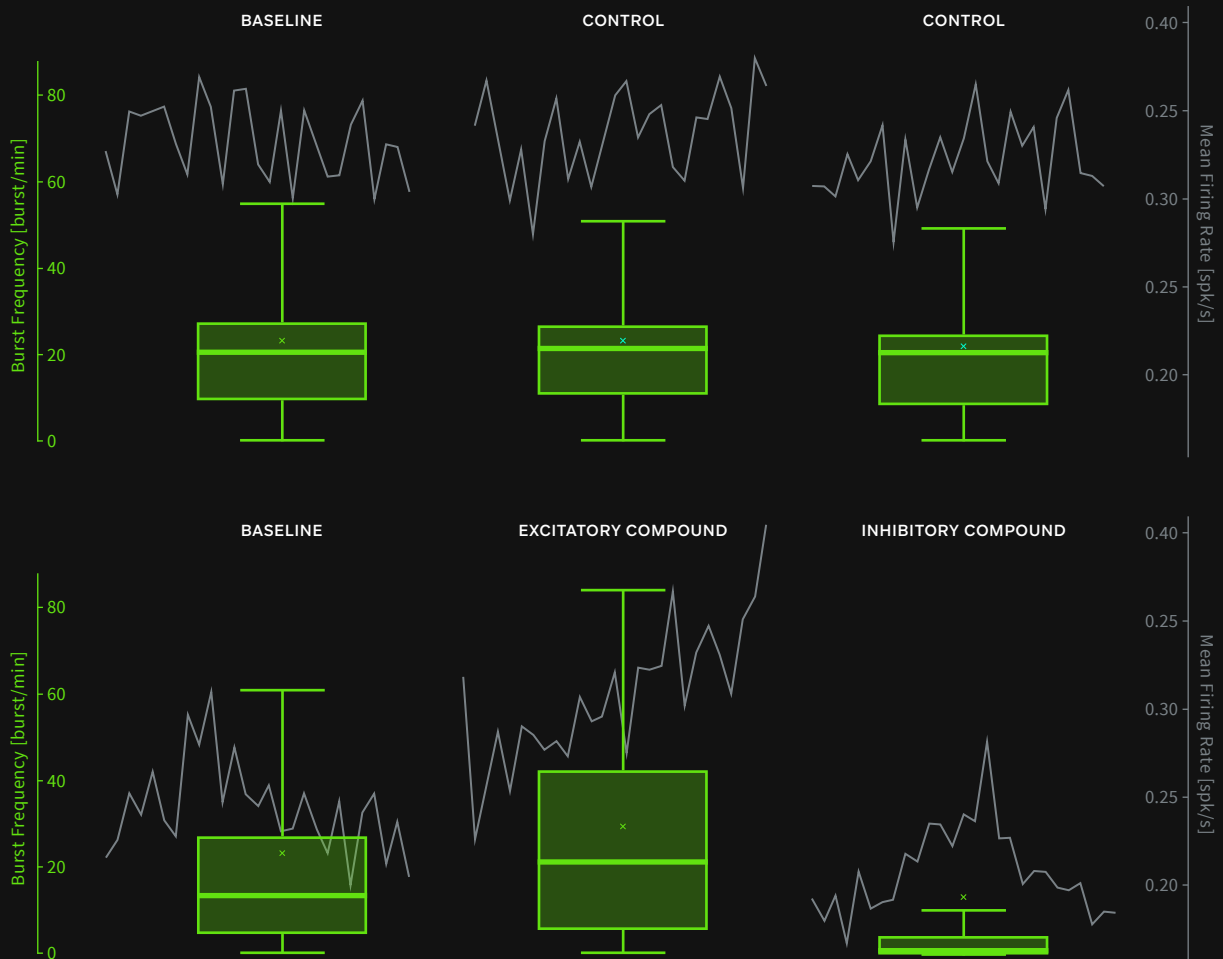 BASELINE
CONTROL
CONTROL
80
60
40
20
0
Burst Frequency [burst/min]
0.40
0.25
0.30
0.25
0.20
Mean Firing Rate [spk/s]
BASELINE
EXCITATORY COMPOUND
INHIBITORY COMPOUND
80
60
40
20
0
Burst Frequency [burst/min]
0.40
0.25
0.30
0.25
0.20
Mean Firing Rate [spk/s]